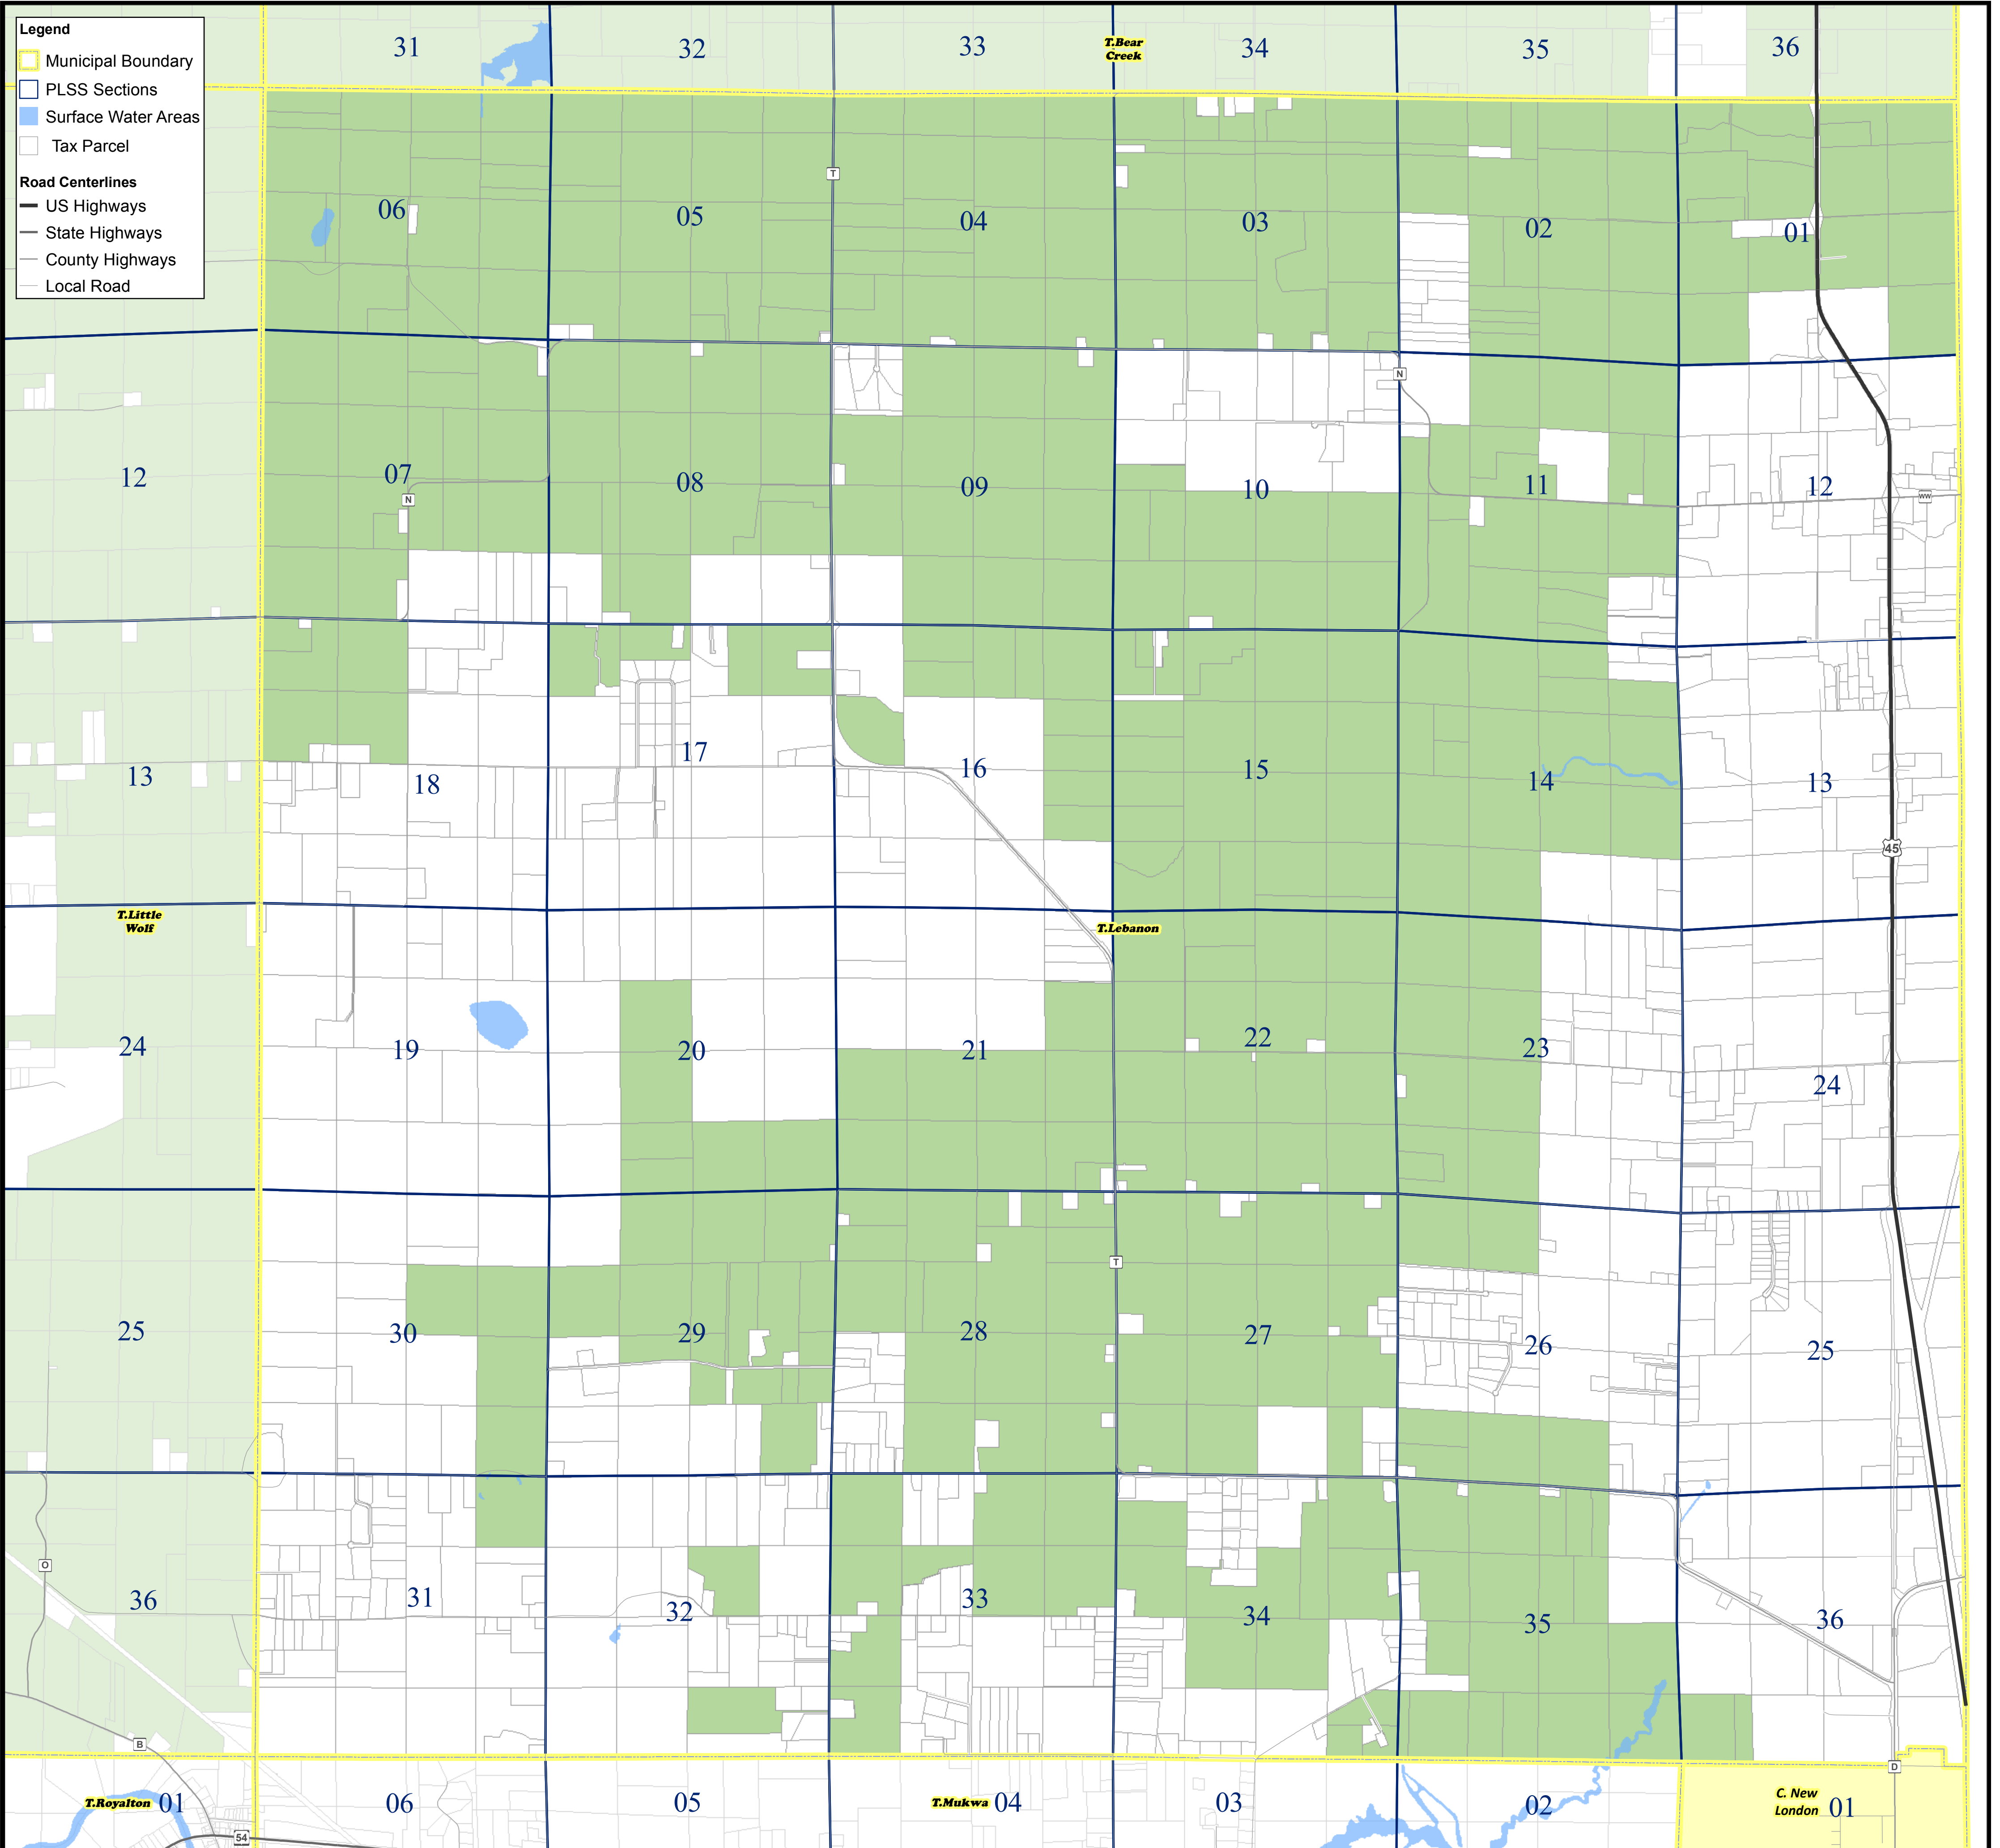 Legend
Municipal Boundary
PLSS Sections
Surface Water Areas
Tax Parcel
Road Centerlines
US Highways
State Highways
County Highways
Local Road
31 32 33 T.Bear
Creek 34 35 36
T
06 05 04 03 02 01
N
12 07 08 09 10 11 12
N WW
13 18 17 16 15 14 13
45
T.Little
Wolf
T.Lebanon
24 19 20 21 22 23 24
T
25 30 29 28 27 26 25
O
36 31 32 33 34 35 36
B
D
T.Royalton 01 06 05 T.Mukwa 04 03 02 C. New
London 01
54